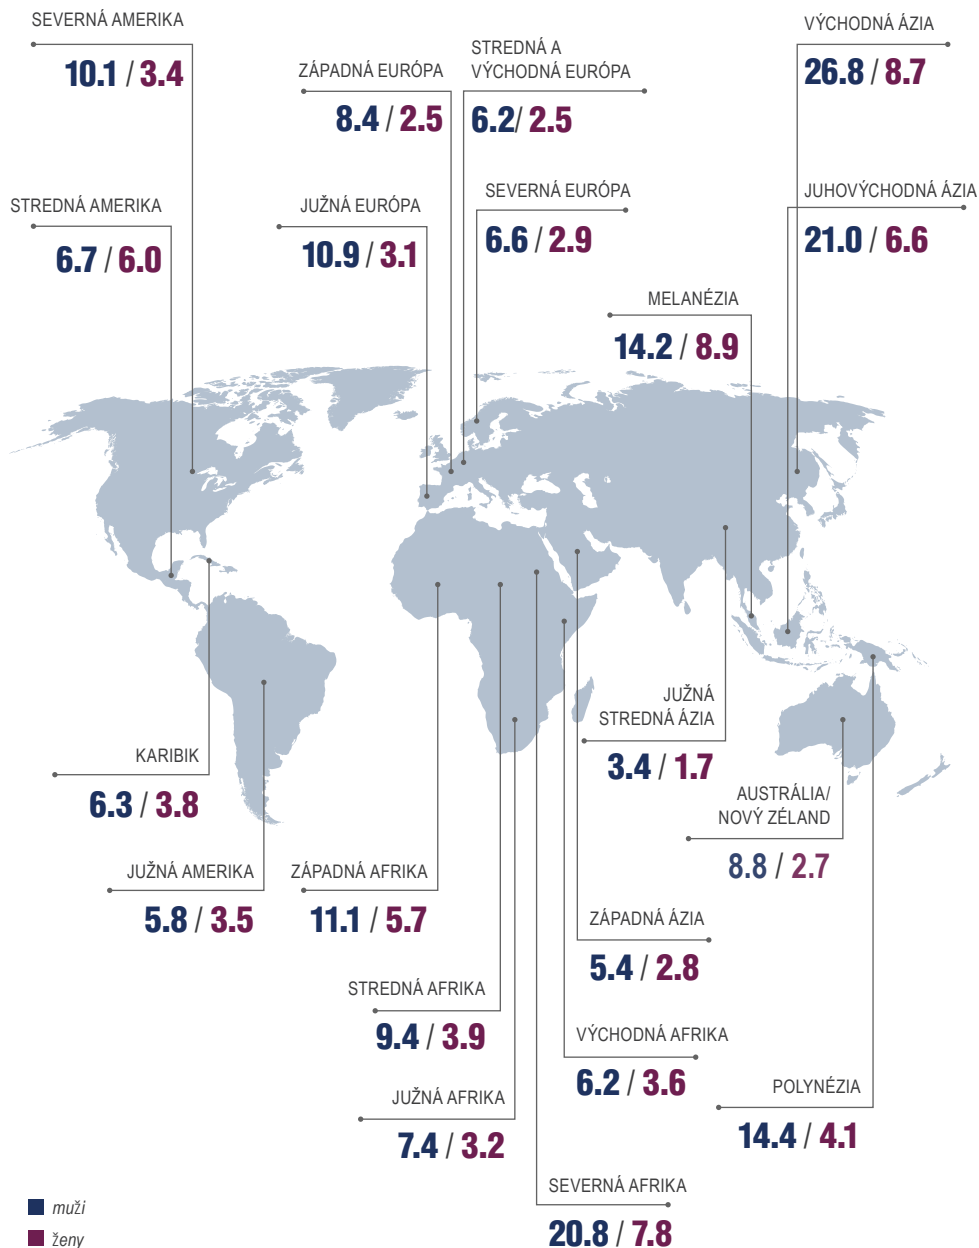 SEVERNÁ AMERIKA
10.1 / 3.4
ZÁPADNÁ EURÓPA
8.4 / 2.5
STREDNÁ A
VÝCHODNÁ EURÓPA
6.2/ 2.5
VÝCHODNÁ ÁZIA
26.8 / 8.7
STREDNÁ AMERIKA
6.7 / 6.0
JUŽNÁ EURÓPA
10.9 / 3.1
SEVERNÁ EURÓPA
6.6 / 2.9
JUHOVÝCHODNÁ ÁZIA
21.0 / 6.6
MELANÉZIA
14.2 / 8.9
JUŽNÁ
STREDNÁ ÁZIA
3.4 / 1.7
KARIBIK
6.3 / 3.8
AUSTRÁLIA/
NOVÝ ZÉLAND
8.8 / 2.7
JUŽNÁ AMERIKA
5.8 / 3.5
ZÁPADNÁ AFRIKA
11.1 / 5.7
ZÁPADNÁ ÁZIA
5.4 / 2.8
STREDNÁ AFRIKA
9.4 / 3.9
VÝCHODNÁ AFRIKA
6.2 / 3.6
JUŽNÁ AFRIKA
7.4 / 3.2
POLYNÉZIA
14.4 / 4.1
SEVERNÁ AFRIKA
20.8 / 7.8
muži
ženy